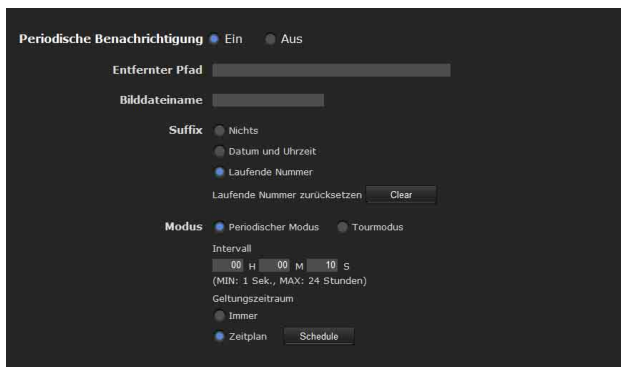 Periodische Benachrichtigung Ein Aus
Entfernter Pfad
Bilddateiname
Suffix Nichts
Datum und Uhrzeit
Laufende Nummer
Laufende Nummer zurücksetzen Clear
Modus Periodischer Modus Tourmodus
Intervall
00 H 00 M 10 S
(MIN: 1 Sek., MAX: 24 Stunden)
Geltungszeitraum
Immer
Zeitplan Schedule